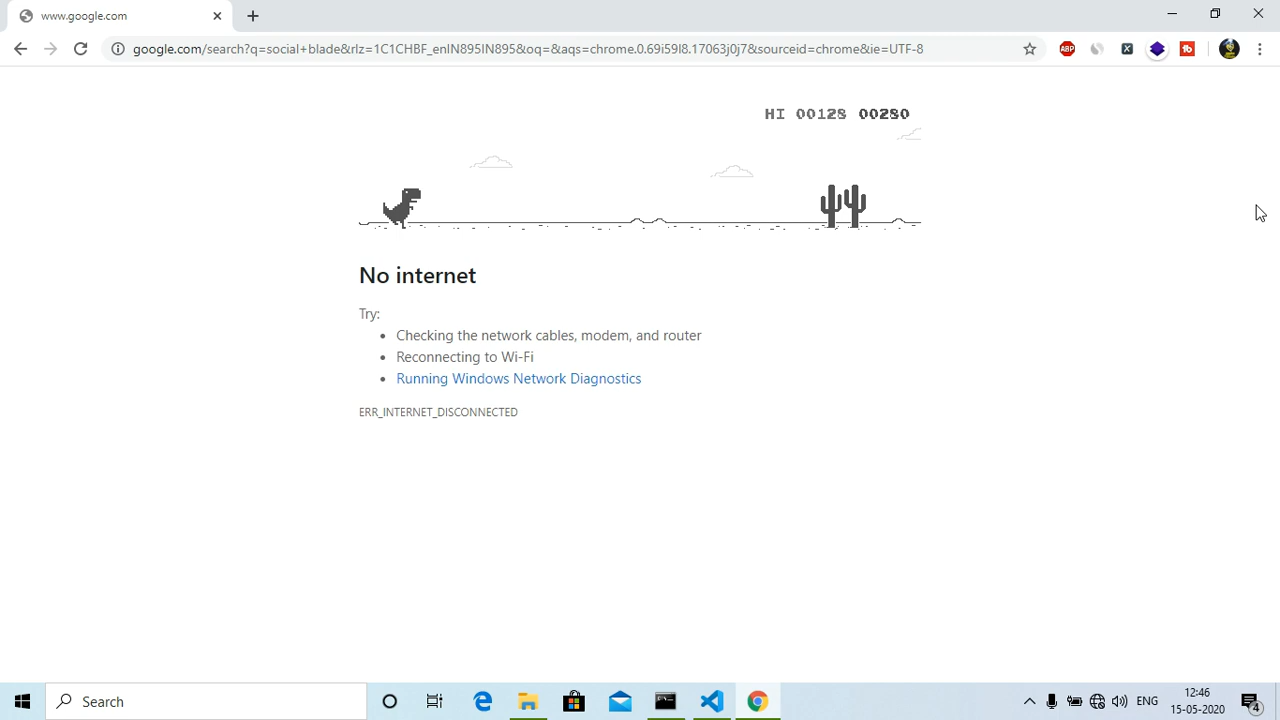 www.google.com
google.com/search?q=social+blade&rlz=1C1CHBF_enIN895IN895&oq=&aqs=chrome.0.69i59l8.17063j0j7&sourceid=chrome&ie=UTF-8
ABP
HI 00128 00280
No internet
Try:
Checking the network cables, modem, and router
Reconnecting to Wi-Fi
Running Windows Network Diagnostics
ERR_INTERNET_DISCONNECTED
Search
ENG
12:46
15-05-2020
4